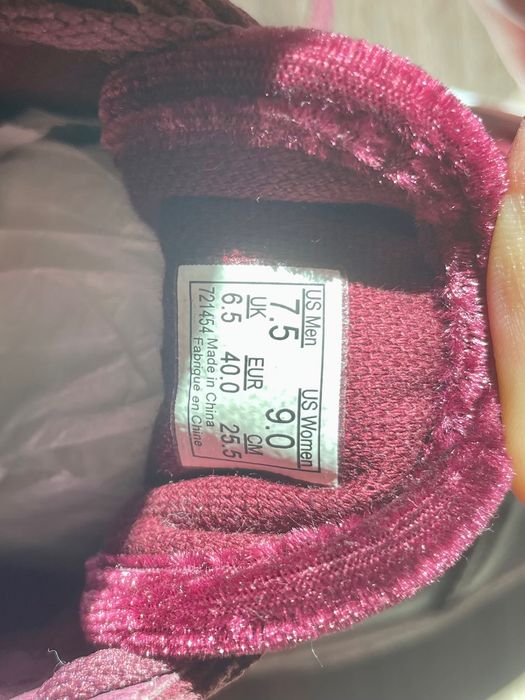 US Men US Women
7.5 9.0
UK EUR CM
6.5 40.0 25.5
721454 Made in China
Fabriqué en Chine